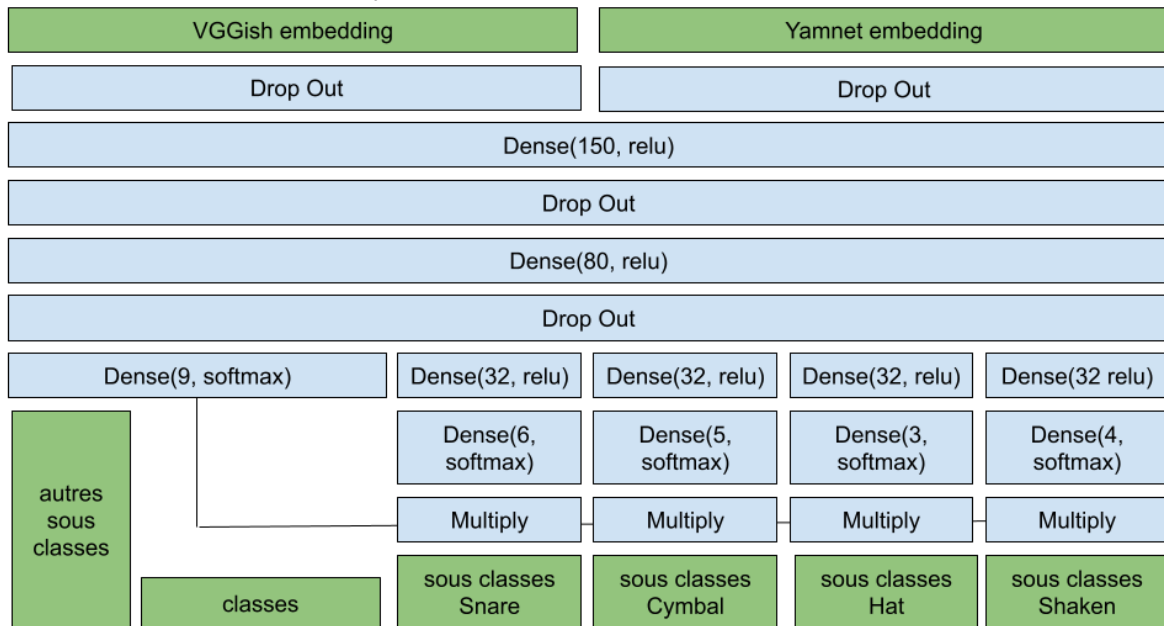 VGGish embedding
Yamnet embedding
Drop Out
Drop Out
Dense(150, relu)
Drop Out
Dense(80, relu)
Drop Out
Dense(9, softmax)
Dense(32, relu)
Dense(32, relu)
Dense(32, relu)
Dense(32 relu)
Dense(6,
softmax)
Dense(5,
softmax)
Dense(3,
softmax)
Dense(4,
softmax)
autres
sous
classes
Multiply
Multiply
Multiply
Multiply
classes
sous classes
Snare
sous classes
Cymbal
sous classes
Hat
sous classes
Shaken